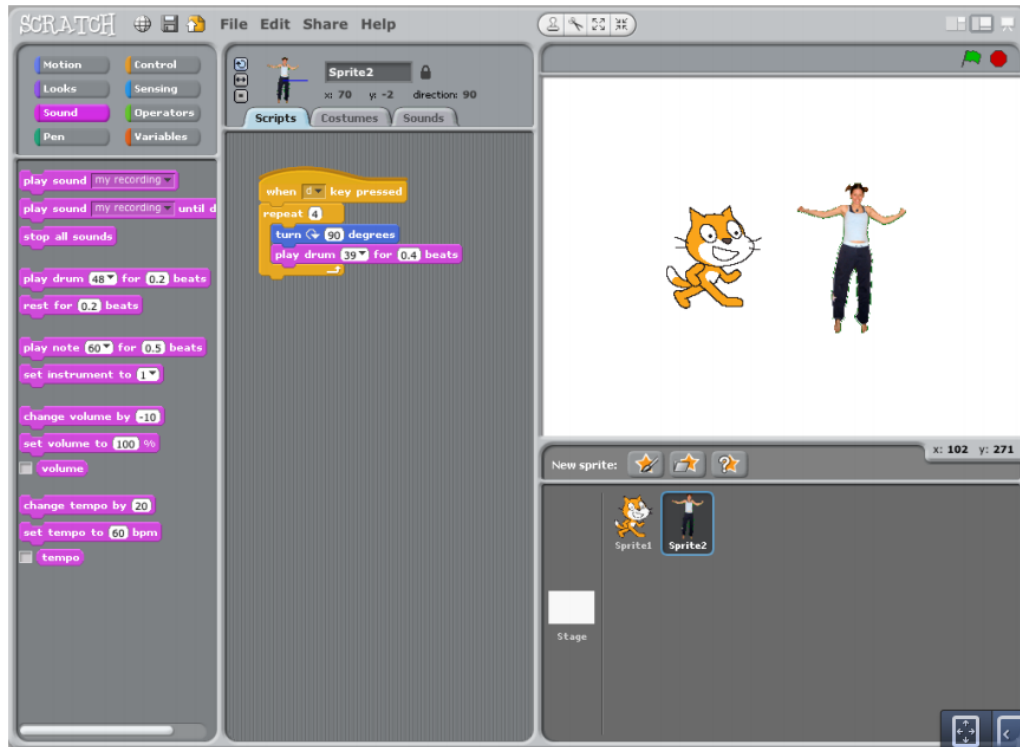 SCRATCH File Edit Share Help
Motion Control
Looks Sensing
Sound Operators
Pen Variables
play sound my recording
play sound my recording until d
stop all sounds
play drum 48 for 0.2 beats
rest for 0.2 beats
play note 60 for 0.5 beats
set instrument to 1
change volume by -10
set volume to 100 %
volume
change tempo by 20
set tempo to 60 bpm
tempo
Sprite2
x: 70 y: -2 direction: 90
Scripts Costumes Sounds
when d key pressed
repeat 4
turn 90 degrees
play drum 39 for 0.4 beats
x: 102 y: 271
New sprite:
Sprite1 Sprite2
Stage